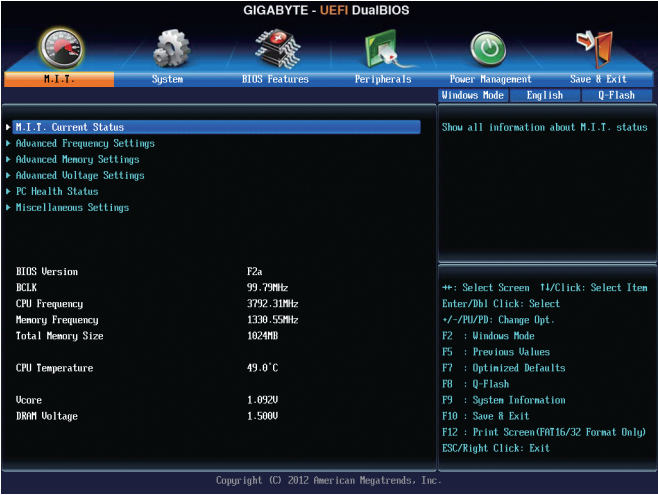 GIGABYTE - UEFI DualBIOS
M.I.T. System BIOS Features Peripherals Power Management Save & Exit
Windows Mode English Q-Flash
M.I.T. Current Status
Advanced Frequency Settings
Advanced Memory Settings
Advanced Voltage Settings
PC Health Status
Miscellaneous Settings
BIOS Version F2a
BCLK 99.79MHz
CPU Frequency 3792.31MHz
Memory Frequency 1330.55MHz
Total Memory Size 1024MB
CPU Temperature 49.0°C
Vcore 1.092V
DRAM Voltage 1.500V
Show all information about M.I.T. status
→←: Select Screen ↑↓/Click: Select Item
Enter/Dbl Click: Select
+/-/PU/PD: Change Opt.
F2 : Windows Mode
F5 : Previous Values
F7 : Optimized Defaults
F8 : Q-Flash
F9 : System Information
F10 : Save & Exit
F12 : Print Screen(FAT16/32 Format Only)
ESC/Right Click: Exit
Copyright (C) 2012 American Megatrends, Inc.